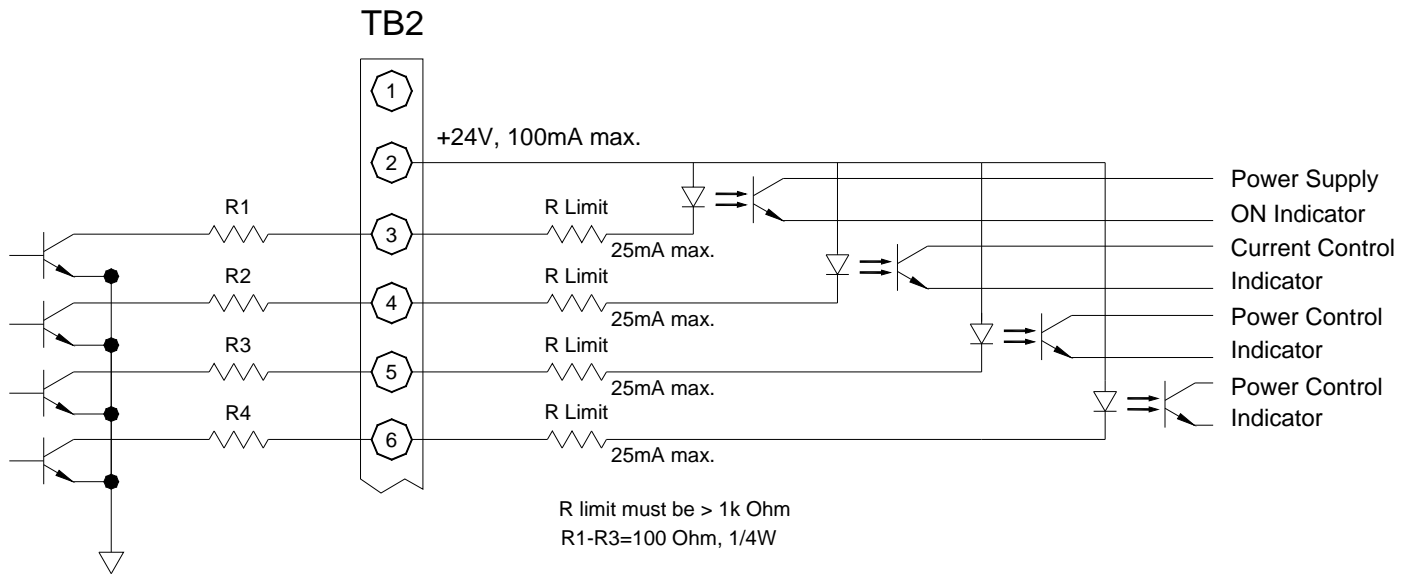 TB2
1
2
+24V, 100mA max.
Power Supply
ON Indicator
R1
3
R Limit
25mA max.
Current Control
Indicator
R2
4
R Limit
25mA max.
Power Control
Indicator
R3
5
R Limit
25mA max.
Power Control
Indicator
R4
6
R Limit
25mA max.
R limit must be > 1k Ohm
R1-R3=100 Ohm, 1/4W